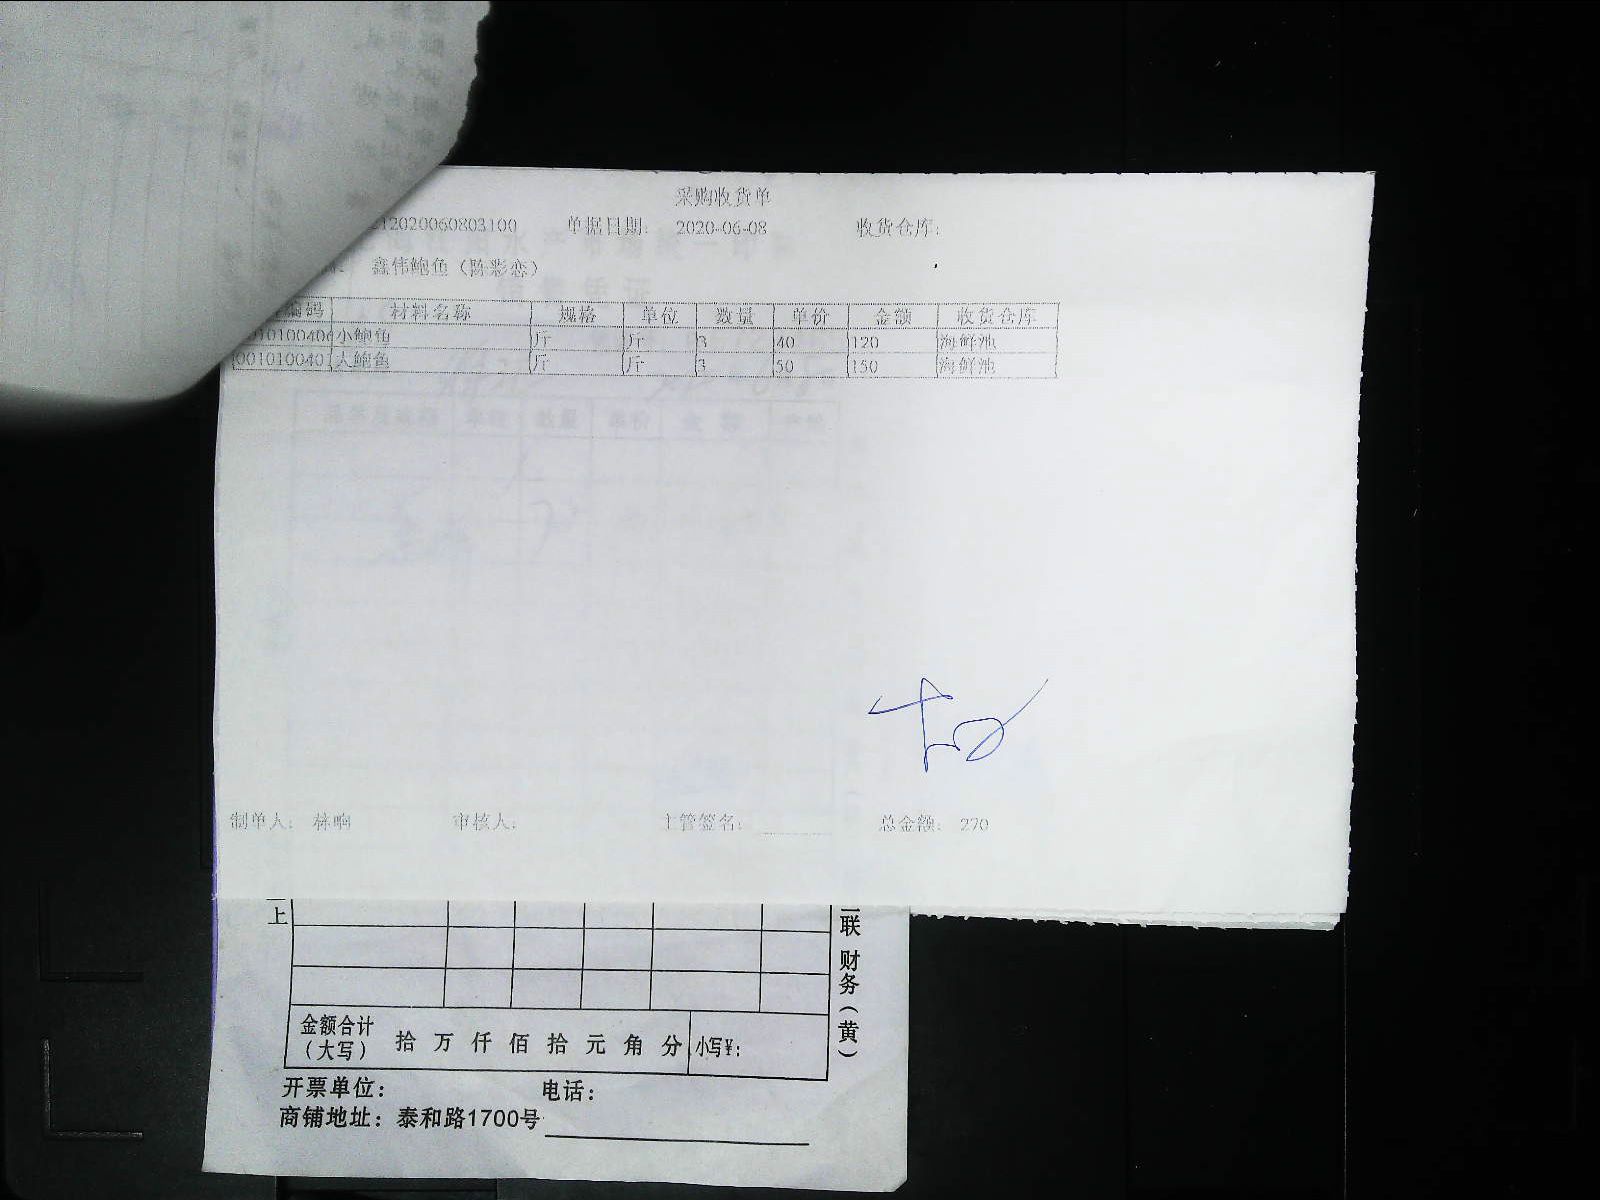 采购收货单
12020060803100 单据日期: 2020-06-08 收货仓库:
鑫伟鲍鱼(陈彩恋)
编码 材料名称 规格 单位 数量 单价 金额 收货仓库
010100406 小鲍鱼 斤 斤 3 40 120 海鲜池
001010040 大鲍鱼 斤 斤 3 50 150 海鲜池
制单人: 林啊 审核人: 主管签名: 总金额: 270
上
联 财务(黄)
金额合计(大写) 拾 万 仟 佰 拾 元 角 分 小写¥:
开票单位: 电话:
商铺地址: 泰和路1700号